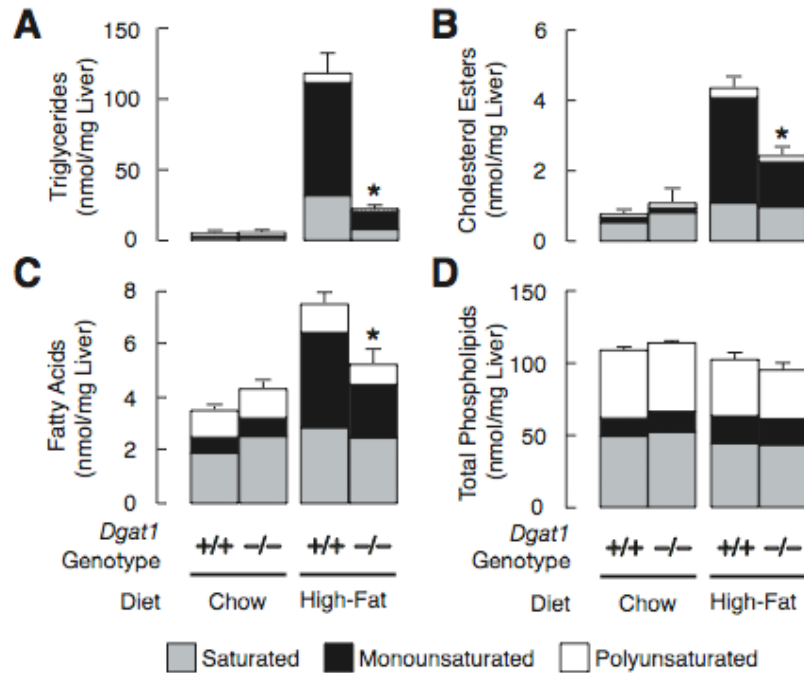 A
Triglycerides
(nmol/mg Liver)
150
100
50
0
*
B
Cholesterol Esters
(nmol/mg Liver)
6
4
2
0
*
C
Fatty Acids
(nmol/mg Liver)
8
6
4
2
0
*
D
Total Phospholipids
(nmol/mg Liver)
150
100
50
0
Dgat1
Genotype
+/+ −/− +/+ −/−
Diet
Chow High-Fat
Dgat1
Genotype
+/+ −/− +/+ −/−
Diet
Chow High-Fat
Saturated Monounsaturated Polyunsaturated